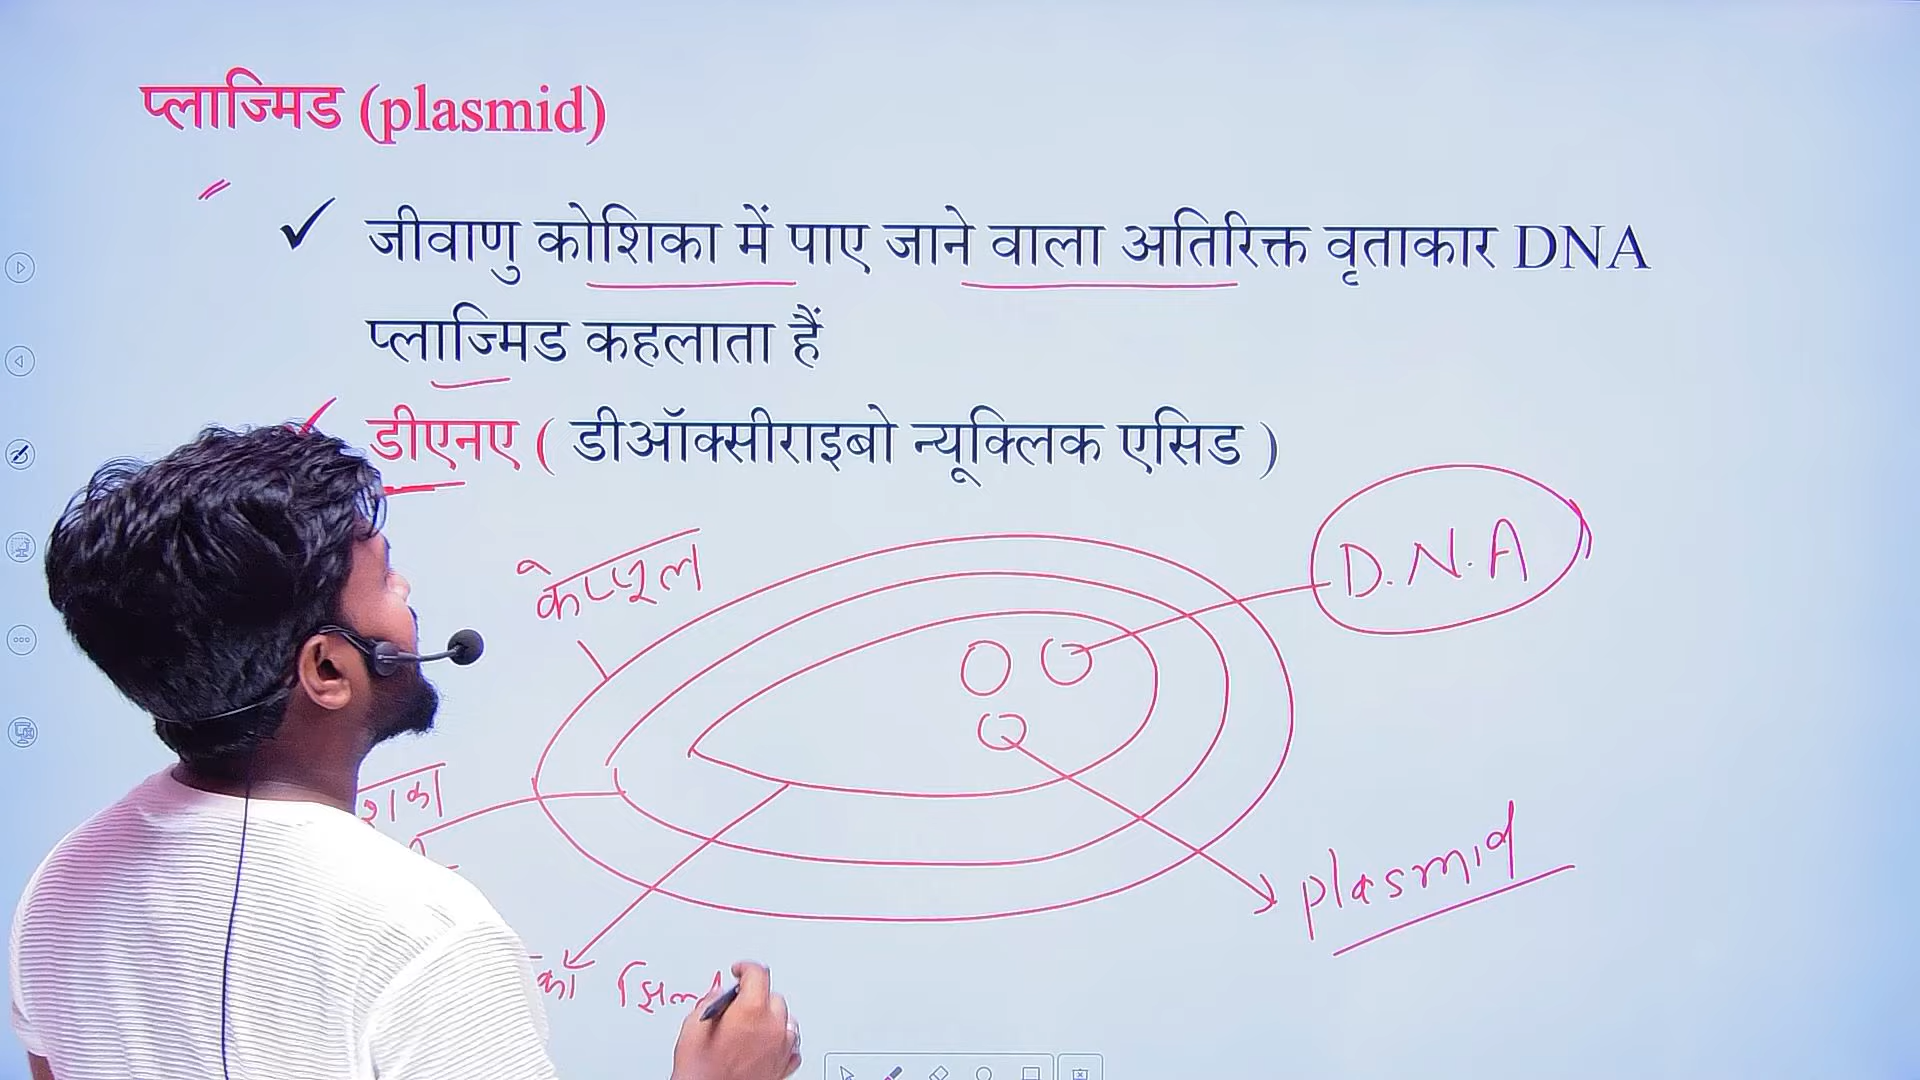 प्लाज्मिड (plasmid)
जीवाणु कोशिका में पाए जाने वाला अतिरिक्त वृताकार DNA
प्लाज्मिड कहलाता हैं
डीएनए ( डीऑक्सीराइबो न्यूक्लिक एसिड )
D.N.A
केप्सूल
plasmid